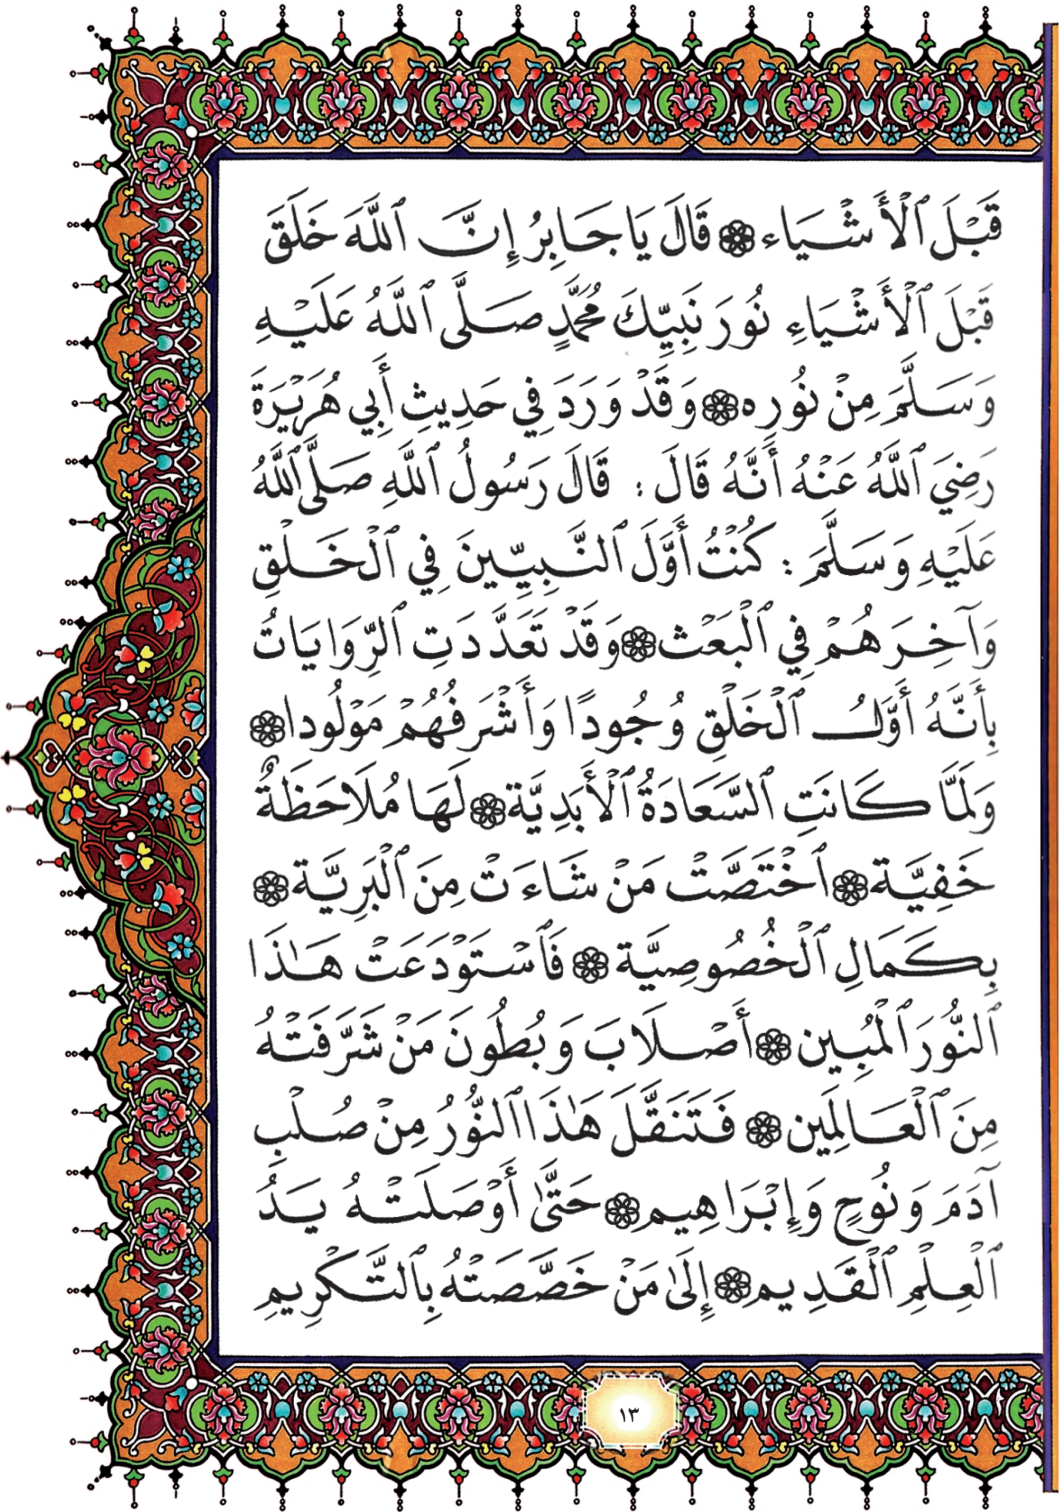 قَبْلَ ٱلْأَشْيَاء ۞ قَالَ يَا جَابِرُ إِنَّ ٱللَّهَ خَلَقَ
قَبْلَ ٱلْأَشْيَاءِ نُورَ نَبِيِّكَ مُحَمَّدٍ صَلَّى ٱللَّهُ عَلَيْهِ
وَسَلَّمَ مِنْ نُورِه ۞ وَقَدْ وَرَدَ فِي حَدِيثِ أَبِي هُرَيْرَةَ
رَضِيَ ٱللَّهُ عَنْهُ أَنَّهُ قَالَ : قَالَ رَسُولُ ٱللَّهِ صَلَّى ٱللَّهُ
عَلَيْهِ وَسَلَّمَ : كُنْتُ أَوَّلَ ٱلنَّبِيِّينَ فِي ٱلْخَلْقِ
وَآخِرَهُمْ فِي ٱلْبَعْث ۞ وَقَدْ تَعَدَّدَتِ ٱلرِّوَايَاتُ
بِأَنَّهُ أَوَّلُ ٱلْخَلْقِ وُجُودًا وَأَشْرَفُهُمْ مَوْلُودا ۞
وَلَمَّا كَانَتِ ٱلسَّعَادَةُ ٱلْأَبَدِيَّة ۞ لَهَا مُلَاحَظَةٌ
خَفِيَّة ۞ ٱخْتَصَّتْ مَنْ شَاءَتْ مِنَ ٱلْبَرِيَّة ۞
بِكَمَالِ ٱلْخُصُوصِيَّة ۞ فَٱسْتَوْدَعَتْ هَٰذَا
ٱلنُّورَ ٱلْمُبِين ۞ أَصْلَابَ وَبُطُونَ مَنْ شَرَّفَتْهُ
مِنَ ٱلْعَالَمِين ۞ فَتَنَقَّلَ هَٰذَا ٱلنُّورُ مِنْ صُلْبِ
آدَمَ وَنُوحٍ وَإِبْرَاهِيم ۞ حَتَّىٰ أَوْصَلَتْهُ يَدُ
ٱلْعِلْمِ ٱلْقَدِيم ۞ إِلَىٰ مَنْ خَصَّصَتْهُ بِٱلتَّكْرِيمِ
١٣